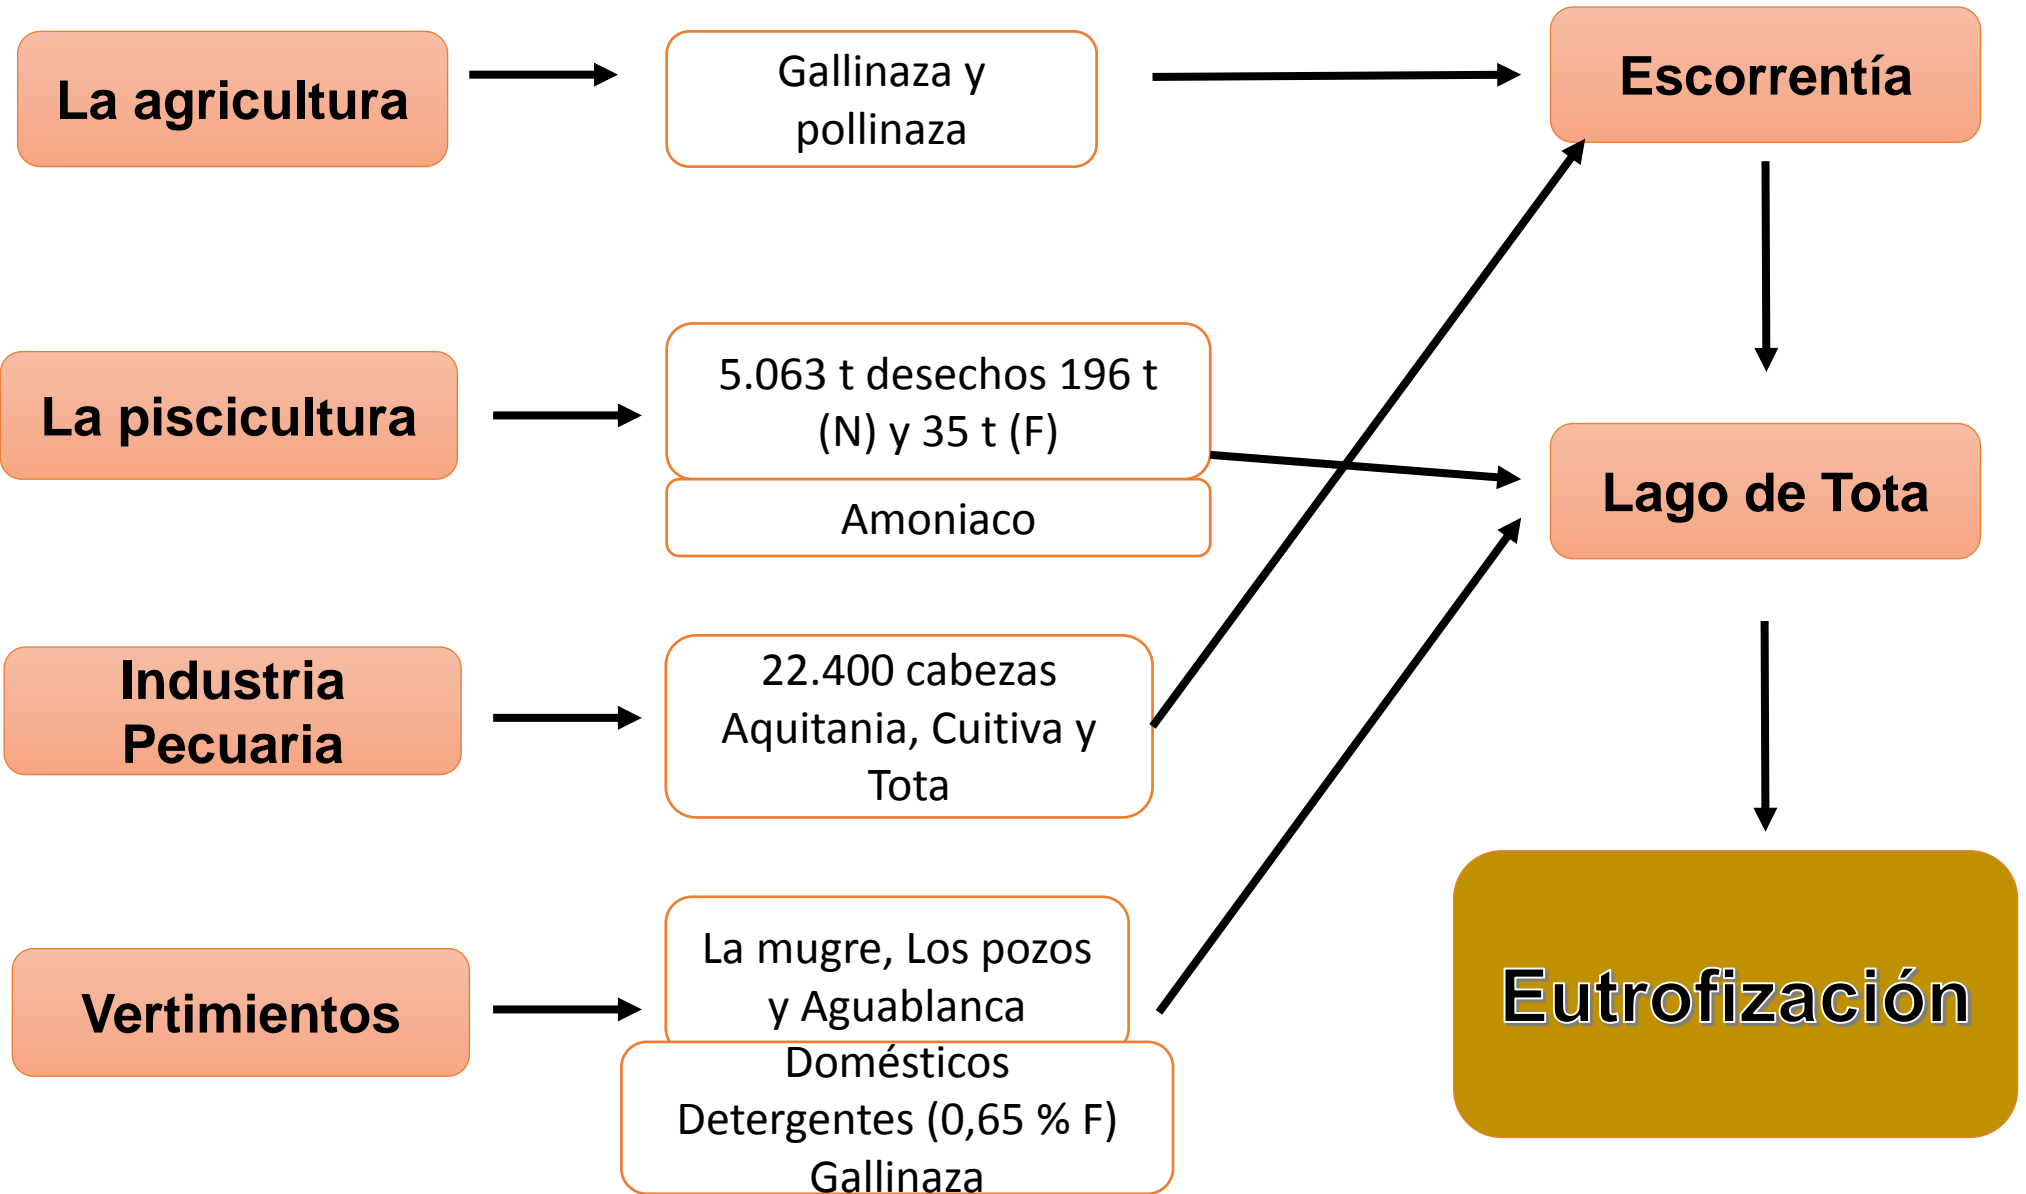 La agricultura
Gallinaza y
pollinaza
Escorrentía
La piscicultura
5.063 t desechos 196 t
(N) y 35 t (F)
Amoniaco
Lago de Tota
Industria
Pecuaria
22.400 cabezas
Aquitania, Cuitiva y
Tota
Vertimientos
La mugre, Los pozos
y Aguablanca
Domésticos
Detergentes (0,65 % F)
Gallinaza
Eutrofización